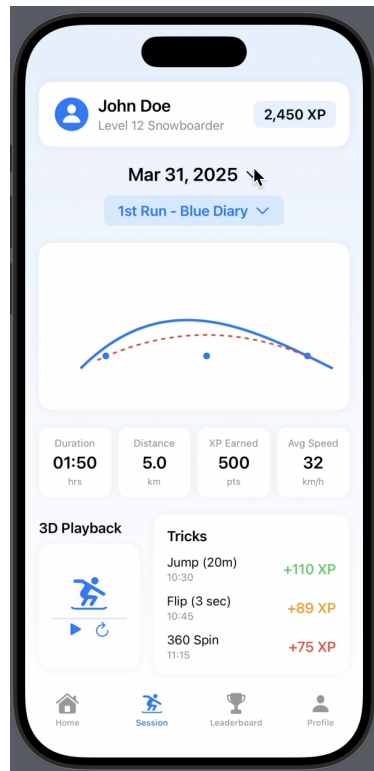 John Doe
Level 12 Snowboarder
2,450 XP
Mar 31, 2025
1st Run - Blue Diary
Duration
01:50
hrs
Distance
5.0
km
XP Earned
500
pts
Avg Speed
32
km/h
3D Playback
Tricks
Jump (20m)
10:30
+110 XP
Flip (3 sec)
10:45
+89 XP
360 Spin
11:15
+75 XP
Home
Session
Leaderboard
Profile